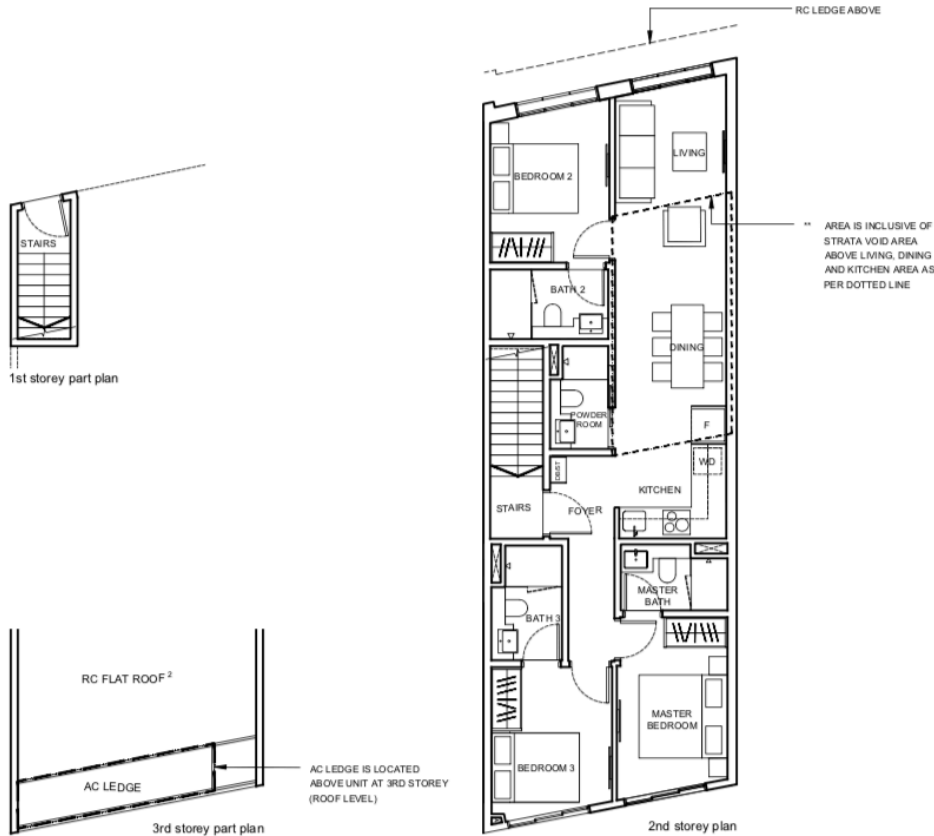 RC LEDGE ABOVE
LIVING
BEDROOM 2
** AREA IS INCLUSIVE OF
STRATA VOID AREA
ABOVE LIVING, DINING
AND KITCHEN AREA AS
PER DOTTED LINE
STAIRS
BATH 2
DINING
1st storey part plan
POWDER
ROOM
F
WD
DB/ST
KITCHEN
STAIRS
FOYER
MASTER
BATH
BATH 3
RC FLAT ROOF 2
MASTER
BEDROOM
BEDROOM 3
AC LEDGE
AC LEDGE IS LOCATED
ABOVE UNIT AT 3RD STOREY
(ROOF LEVEL)
3rd storey part plan
2nd storey plan